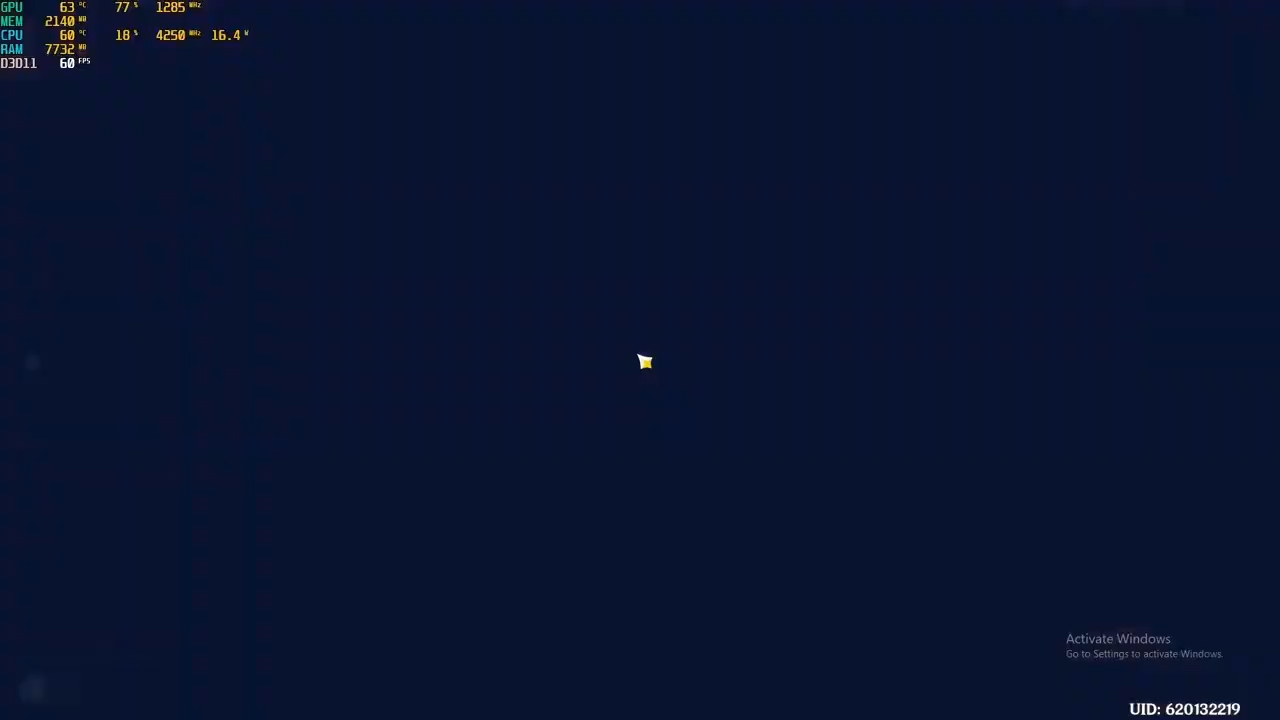 GPU 63 °C 77 % 1285 MHz
MEM 2140 MB
CPU 60 °C 18 % 4250 MHz 16.4 W
RAM 7732 MB
D3D11 60 FPS
Activate Windows
Go to Settings to activate Windows.
UID: 620132219